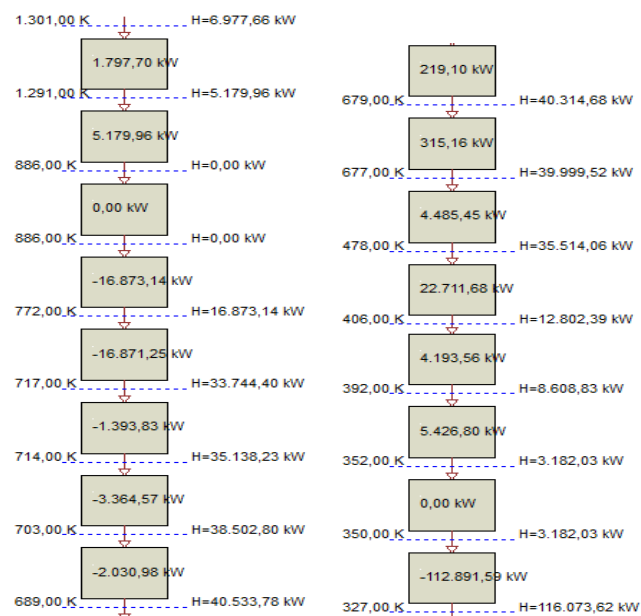 1.301,00 K H=6.977,66 kW
1.797,70 kW
1.291,00 K H=5.179,96 kW
5.179,96 kW
886,00 K H=0,00 kW
0,00 kW
886,00 K H=0,00 kW
-16.873,14 kW
772,00 K H=16.873,14 kW
-16.871,25 kW
717,00 K H=33.744,40 kW
-1.393,83 kW
714,00 K H=35.138,23 kW
-3.364,57 kW
703,00 K H=38.502,80 kW
-2.030,98 kW
689,00 K H=40.533,78 kW
219,10 kW
679,00 K H=40.314,68 kW
315,16 kW
677,00 K H=39.999,52 kW
4.485,45 kW
478,00 K H=35.514,06 kW
22.711,68 kW
406,00 K H=12.802,39 kW
4.193,56 kW
392,00 K H=8.608,83 kW
5.426,80 kW
352,00 K H=3.182,03 kW
0,00 kW
350,00 K H=3.182,03 kW
-112.891,59 kW
327,00 K H=116.073,62 kW